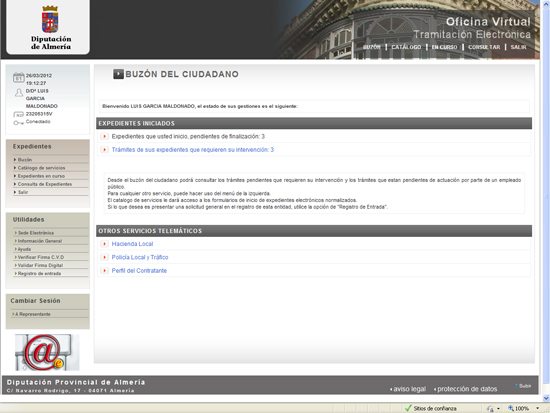 Diputación
de Almería
Oficina Virtual
Tramitación Electrónica
BUZÓN | CATÁLOGO | EN CURSO | CONSULTAR | SALIR
26/03/2012
19:12:27
D/Dª LUIS
GARCIA
MALDONADO
23205315V
Conectado
Expedientes
Buzón
Catálogo de servicios
Expedientes en curso
Consulta de Expedientes
Salir
Utilidades
Sede Electrónica
Información General
Ayuda
Verificar Firma C.V.D
Validar Firma Digital
Registro de entrada
Cambiar Sesión
A Representante
BUZÓN DEL CIUDADANO
Bienvenido LUIS GARCIA MALDONADO, el estado de sus gestiones es el siguiente:
EXPEDIENTES INICIADOS
Expedientes que usted inicio, pendientes de finalización: 3
Trámites de sus expedientes que requieren su intervención: 3
Desde el buzón del ciudadano podrá consultar los trámites pendientes que requieren su intervención y los trámites que estan pendientes de actuación por parte de un empleado
público.
Para cualquier otro servicio, puede hacer uso del menú de la izquierda.
El catalogo de servicios le dará acceso a los formularios de inicio de expedientes electrónicos normalizados.
Si lo que desea es presentar una solicitud general en el registro de esta entidad, utilice la opción de "Registro de Entrada".
OTROS SERVICIOS TELEMÁTICOS
Hacienda Local
Policía Local y Tráfico
Perfil del Contratante
Diputación Provincial de Almería
C/ Navarro Rodrigo, 17 - 04071 Almería
aviso legal
protección de datos
Subir
Sitios de confianza
100%